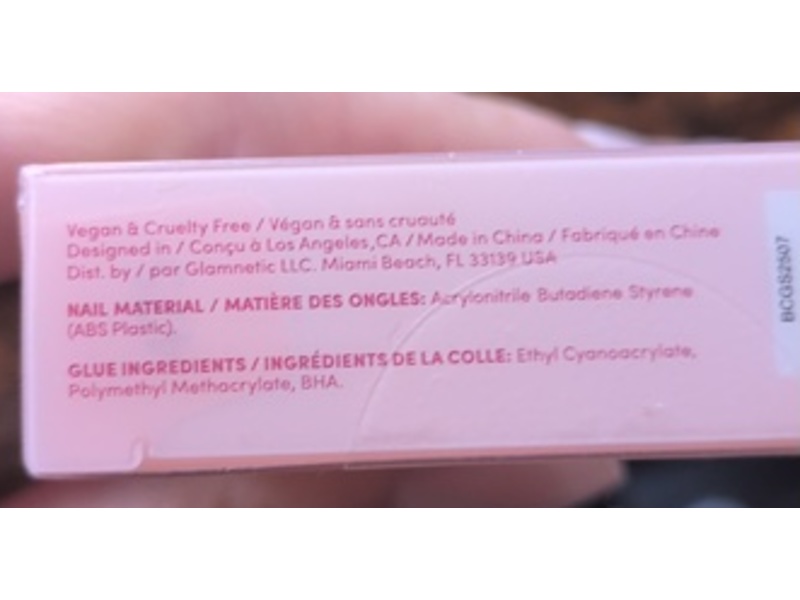 Vegan & Cruelty Free / Végan & sans cruauté
Designed in / Conçu à Los Angeles, CA / Made in China / Fabriqué en Chine
Dist. by / par Glamnetic LLC. Miami Beach, FL 33139 USA
NAIL MATERIAL / MATIÈRE DES ONGLES: Acrylonitrile Butadiene Styrene
(ABS Plastic).
GLUE INGREDIENTS / INGRÉDIENTS DE LA COLLE: Ethyl Cyanoacrylate,
Polymethyl Methacrylate, BHA.
BCGS2507